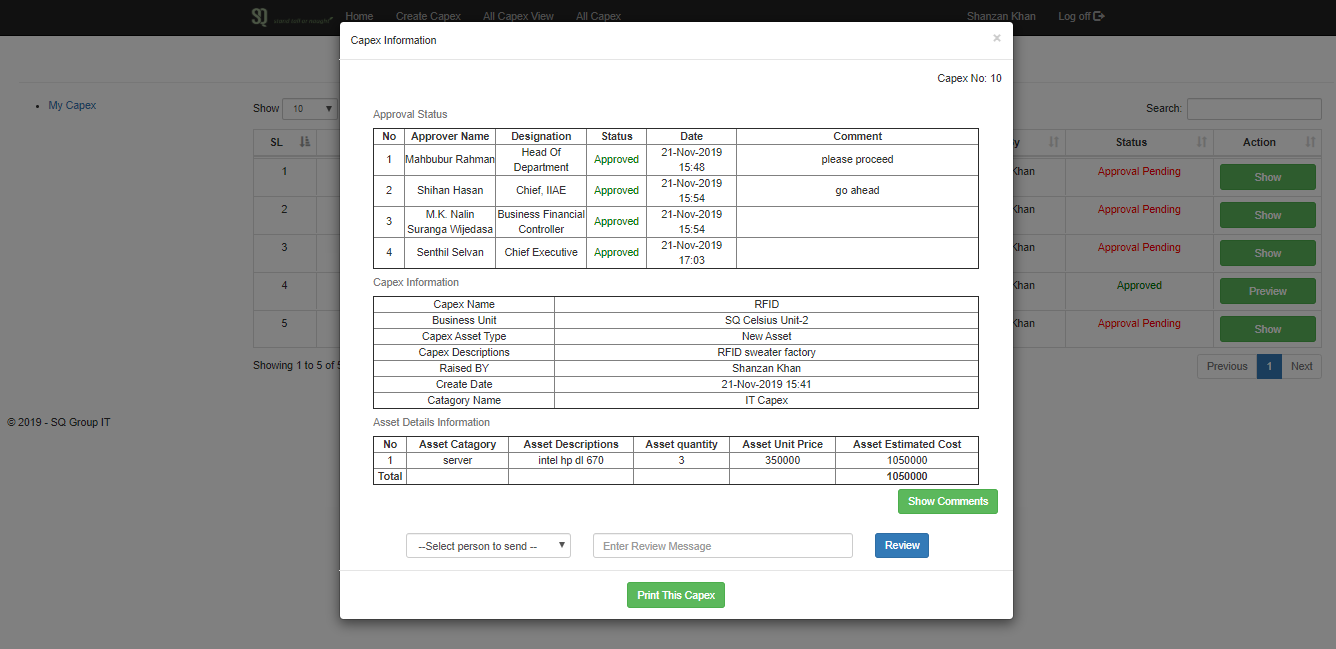 SQ
Home Create Capex All Capex View All Capex Shanzan Khan Log off
Capex Information ×
Capex No: 10
My Capex
Show 10
Search:
SL Status Action
1 Khan Approval Pending Show
2 Khan Approval Pending Show
3 Khan Approval Pending Show
4 Khan Approved Preview
5 Khan Approval Pending Show
Showing 1 to 5 of 5
Previous 1 Next
© 2019 - SQ Group IT
Approval Status
No Approver Name Designation Status Date Comment
1 Mahbubur Rahman Head Of Department Approved 21-Nov-2019 15:48 please proceed
2 Shihan Hasan Chief, IIAE Approved 21-Nov-2019 15:54 go ahead
3 M.K. Nalin Suranga Wijedasa Business Financial Controller Approved 21-Nov-2019 15:54
4 Senthil Selvan Chief Executive Approved 21-Nov-2019 17:03
Capex Information
Capex Name RFID
Business Unit SQ Celsius Unit-2
Capex Asset Type New Asset
Capex Descriptions RFID sweater factory
Raised BY Shanzan Khan
Create Date 21-Nov-2019 15:41
Catagory Name IT Capex
Asset Details Information
No Asset Catagory Asset Descriptions Asset quantity Asset Unit Price Asset Estimated Cost
1 server intel hp dl 670 3 350000 1050000
Total 1050000
Show Comments
--Select person to send -- Enter Review Message Review
Print This Capex